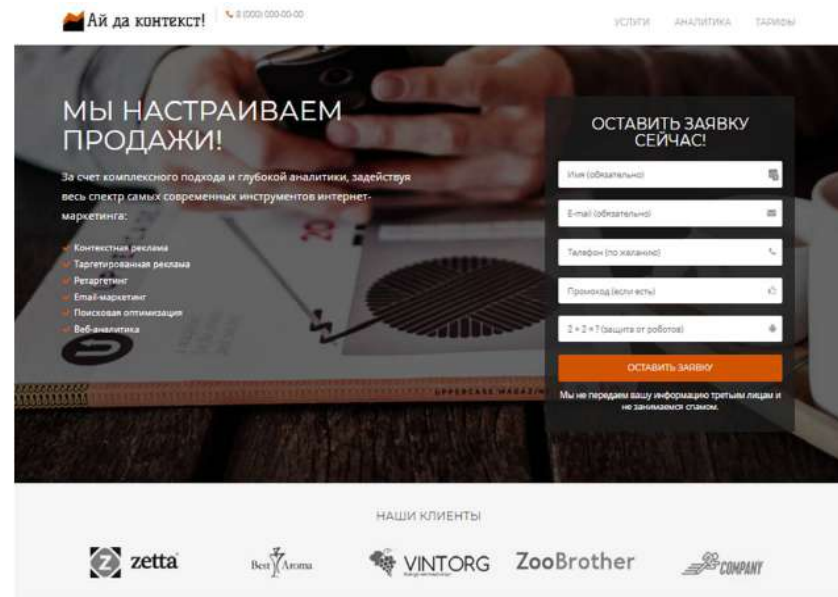 Ай да контекст!
8 (000) 000-00-00
УСЛУГИ АНАЛИТИКА ТАРИФЫ
МЫ НАСТРАИВАЕМ
ПРОДАЖИ!
За счет комплексного подхода и глубокой аналитики, задействуя
весь спектр самых современных инструментов интернет-
маркетинга:
Контекстная реклама
Таргетированная реклама
Ретаргетинг
Email-маркетинг
Поисковая оптимизация
Веб-аналитика
ОСТАВИТЬ ЗАЯВКУ
СЕЙЧАС!
Имя (обязательно)
E-mail (обязательно)
Телефон (по желанию)
Промокод (если есть)
2 + 2 = ? (защита от роботов)
ОСТАВИТЬ ЗАЯВКУ
Мы не передаем вашу информацию третьим лицам и
не занимаемся спамом.
20
UPPERCASE MAGAZIN
НАШИ КЛИЕНТЫ
Z zetta
Best Aroma
VINTORG
ZooBrother
COMPANY